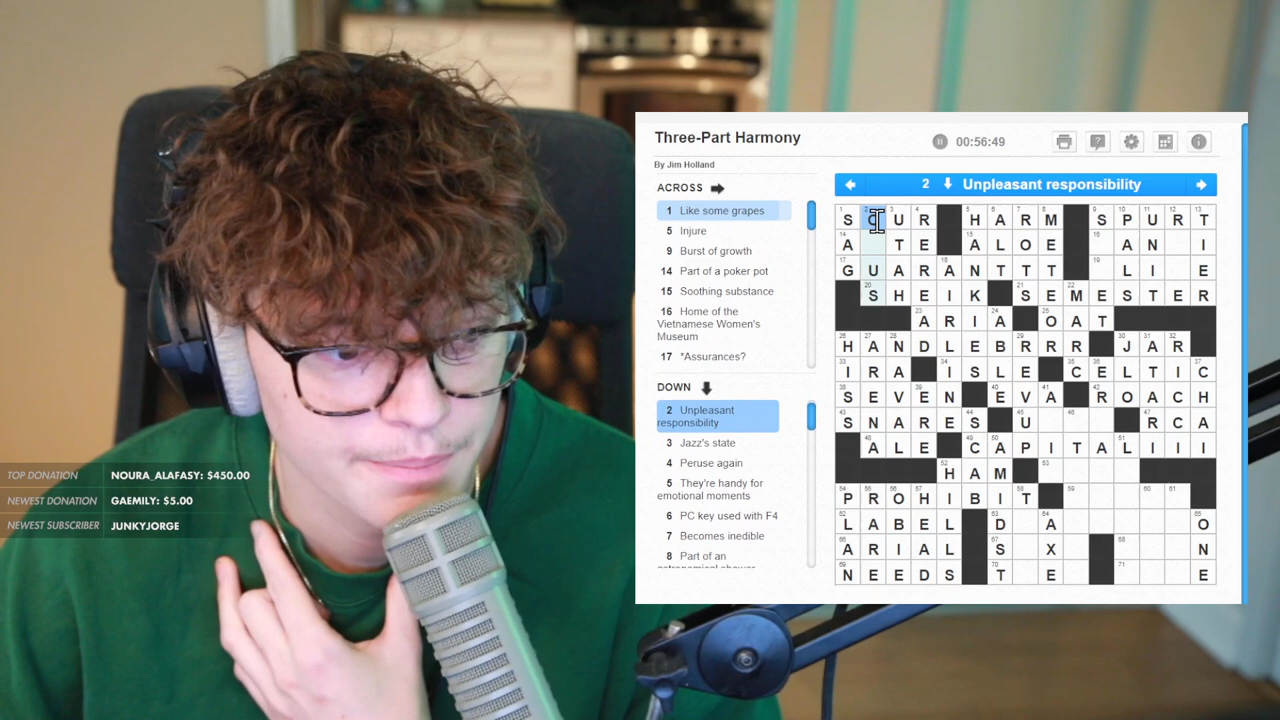 Three-Part Harmony
00:56:49
By Jim Holland
ACROSS
1 Like some grapes
5 Injure
9 Burst of growth
14 Part of a poker pot
15 Soothing substance
16 Home of the
Vietnamese Women's
Museum
17 *Assurances?
DOWN
2 Unpleasant
responsibility
3 Jazz's state
4 Peruse again
5 They're handy for
emotional moments
6 PC key used with F4
7 Becomes inedible
8 Part of an
2 Unpleasant responsibility
S O U R H A R M S P U R T
A T E A L O E A N I
G U A R A N T T T L I E
S H E I K S E M E S T E R
A R I A O A T
H A N D L E B R R R J A R
I R A I S L E C E L T I C
S E V E N E V A R O A C H
S N A R E S U R C A
A L E C A P I T A L I I I
H A M
P R O H I B I T
L A B E L D A O
A R I A L S X N
N E E D S T E E
TOP DONATION NOURA_ALAFASY: $450.00
NEWEST DONATION GAEMILY: $5.00
NEWEST SUBSCRIBER JUNKYJORGE